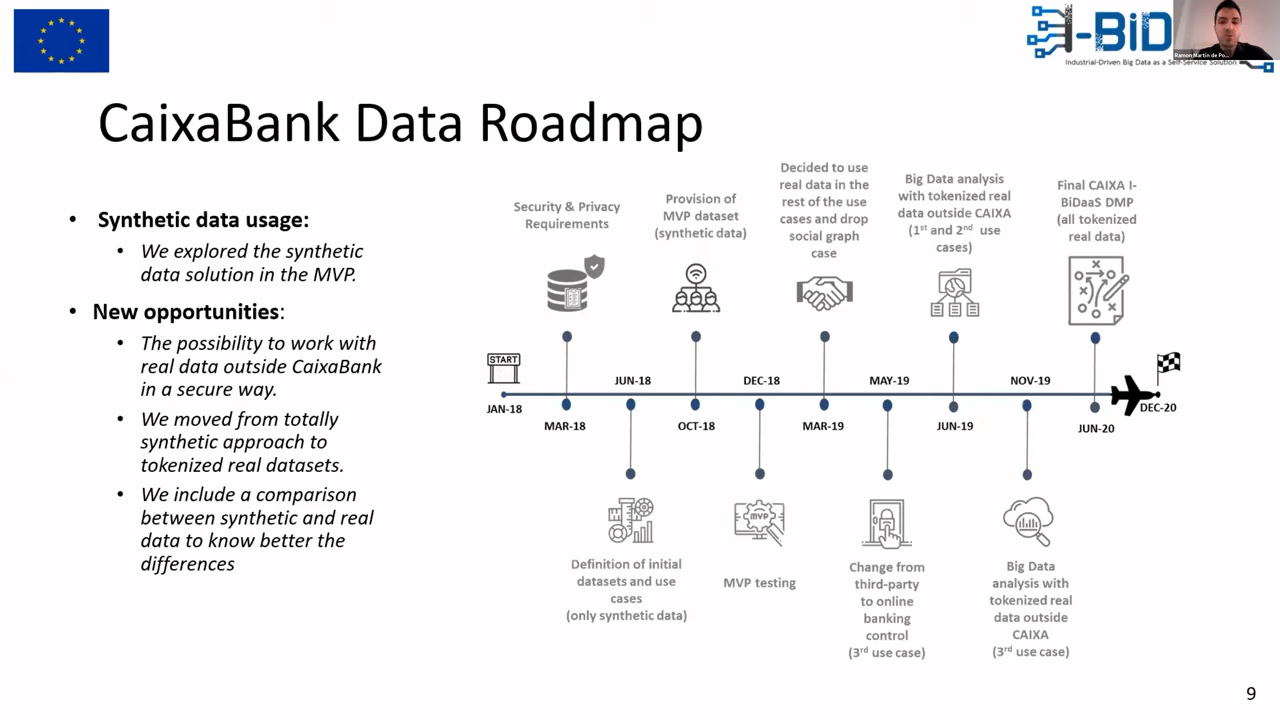 I-BiD
Industrial-Driven Big Data as a Self-Service Solution
Ramon Martin de Po...
CaixaBank Data Roadmap
• Synthetic data usage:
• We explored the synthetic
data solution in the MVP.
• New opportunities:
• The possibility to work with
real data outside CaixaBank
in a secure way.
• We moved from totally
synthetic approach to
tokenized real datasets.
• We include a comparison
between synthetic and real
data to know better the
differences
Security & Privacy
Requirements
Provision of
MVP dataset
(synthetic data)
Decided to use
real data in the
rest of the use
cases and drop
social graph
case
Big Data analysis
with tokenized real
data outside CAIXA
(1st and 2nd use
cases)
Final CAIXA I-
BiDaaS DMP
(all tokenized
real data)
START
JUN-18
DEC-18
MAY-19
NOV-19
JAN-18
MAR-18
OCT-18
MAR-19
JUN-19
JUN-20
DEC-20
MVP
Definition of initial
datasets and use
cases
(only synthetic data)
MVP testing
Change from
third-party
to online
banking
control
(3rd use case)
Big Data
analysis with
tokenized real
data outside
CAIXA
(3rd use case)
9